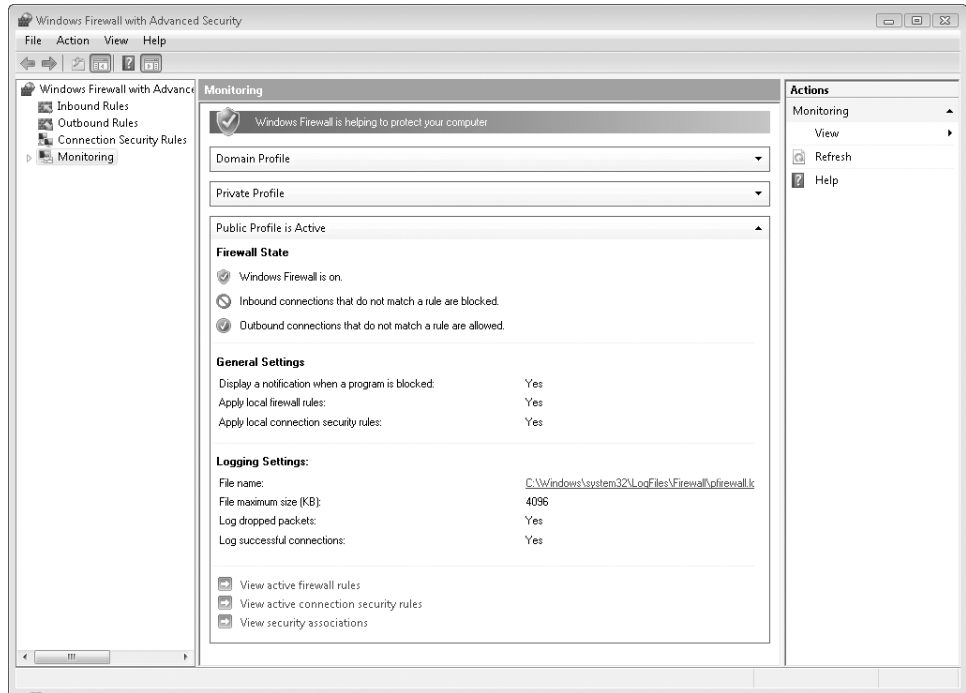 Windows Firewall with Advanced Security
File Action View Help
Windows Firewall with Advance
Inbound Rules
Outbound Rules
Connection Security Rules
Monitoring
Monitoring
Windows Firewall is helping to protect your computer
Domain Profile
Private Profile
Public Profile is Active
Firewall State
Windows Firewall is on.
Inbound connections that do not match a rule are blocked.
Outbound connections that do not match a rule are allowed.
General Settings
Display a notification when a program is blocked: Yes
Apply local firewall rules: Yes
Apply local connection security rules: Yes
Logging Settings:
File name: C:\Windows\system32\LogFiles\Firewall\pfirewall.lo
File maximum size (KB): 4096
Log dropped packets: Yes
Log successful connections: Yes
View active firewall rules
View active connection security rules
View security associations
Actions
Monitoring
View
Refresh
Help